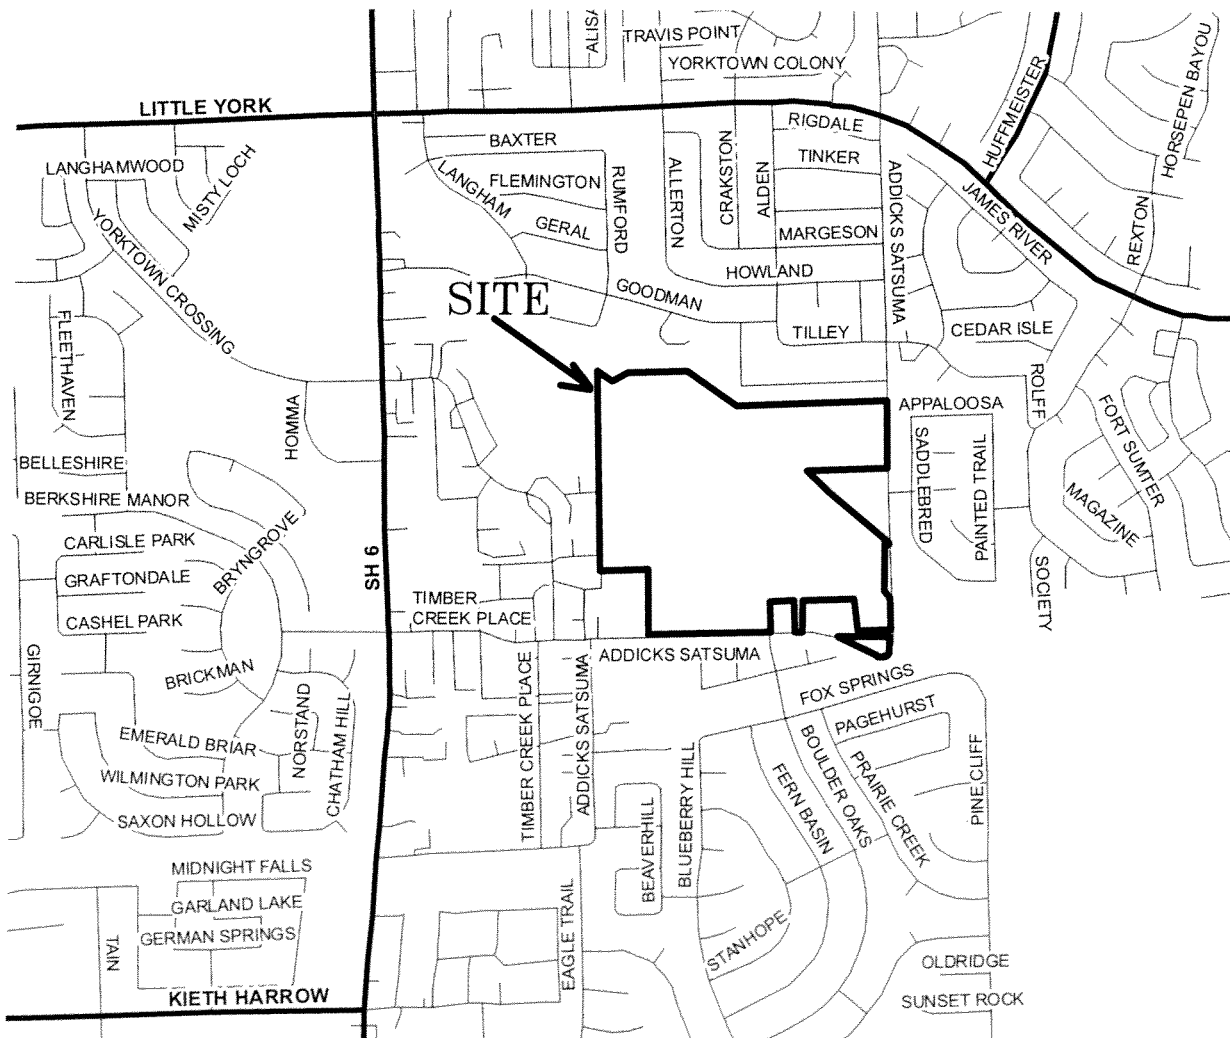 ALISA
TRAVIS POINT
YORKTOWN COLONY
HUFFMEISTER
HORSEPEN BAYOU
LITTLE YORK
RIGDALE
BAXTER
TINKER
LANGHAMWOOD
MISTY LOCH
LANGHAM
FLEMINGTON
RUMFORD
ALLERTON
CRAKSTON
ALDEN
ADDICKS SATSUMA
JAMES RIVER
REXTON
GERAL
MARGESON
YORKTOWN CROSSING
HOWLAND
GOODMAN
SITE
FLEETHAVEN
TILLEY
CEDAR ISLE
ROLFF
HOMMA
APPALOOSA
FORT SUMTER
SADDLEBRED
PAINTED TRAIL
BELLESHIRE
BERKSHIRE MANOR
MAGAZINE
CARLISLE PARK
BRYNGROVE
SH 6
GRAFTONDALE
SOCIETY
TIMBER
CREEK PLACE
CASHEL PARK
GIRNIGOE
ADDICKS SATSUMA
BRICKMAN
FOX SPRINGS
TIMBER CREEK PLACE
ADDICKS SATSUMA
NORSTAND
CHATHAM HILL
PAGEHURST
EMERALD BRIAR
BLUEBERRY HILL
BOULDER OAKS
PRAIRIE CREEK
PINE CLIFF
WILMINGTON PARK
FERN BASIN
SAXON HOLLOW
BEAVERHILL
MIDNIGHT FALLS
GARLAND LAKE
EAGLE TRAIL
GERMAN SPRINGS
TAIN
STANHOPE
OLDRIDGE
KIETH HARROW
SUNSET ROCK